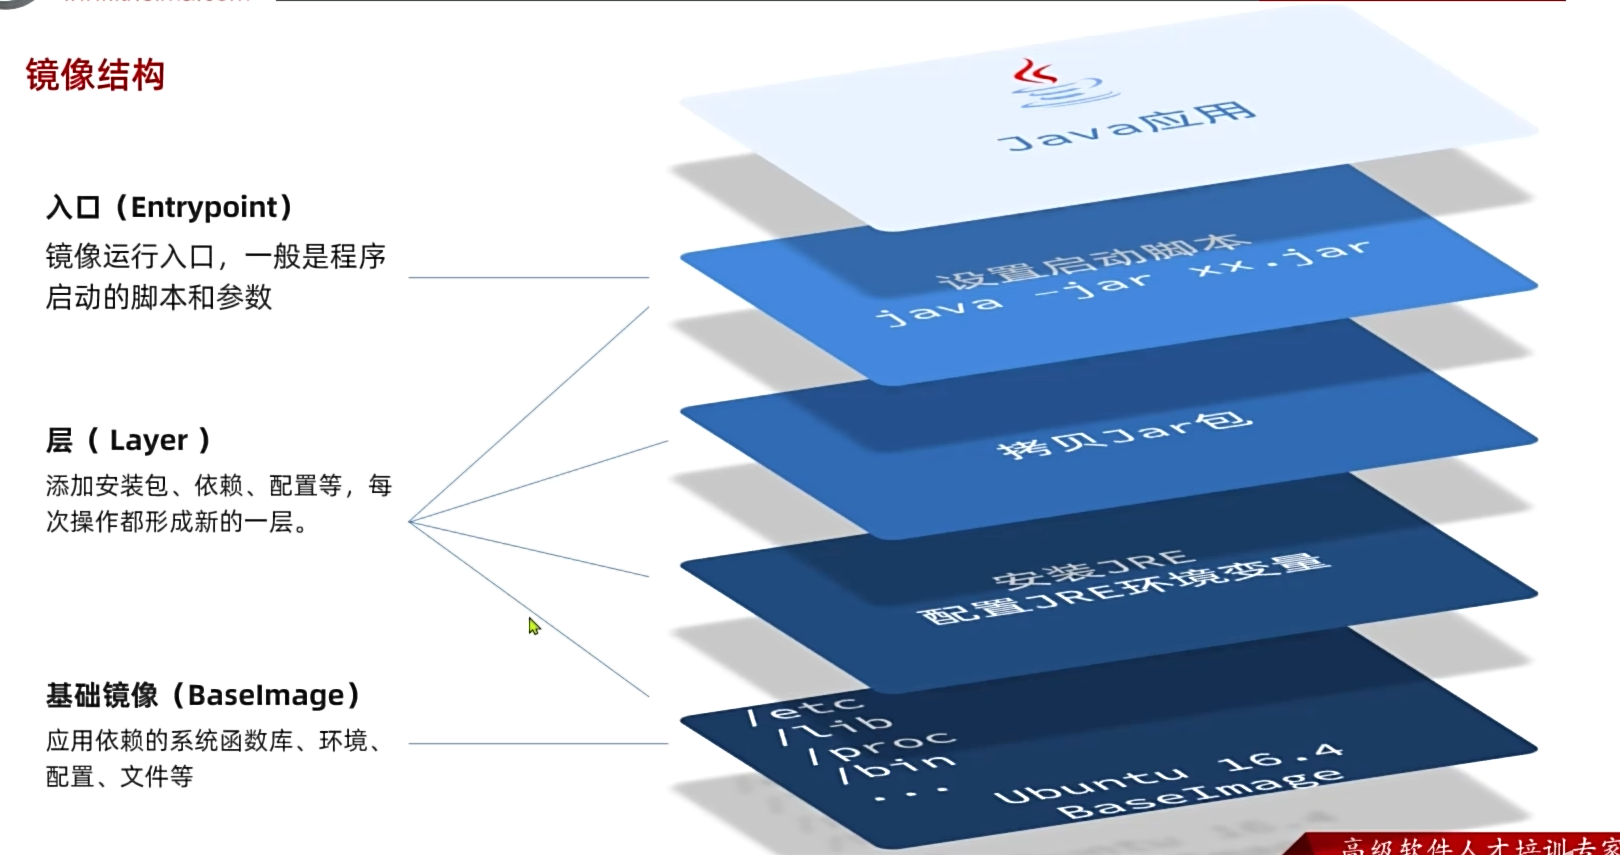 镜像结构
入口（Entrypoint）
镜像运行入口，一般是程序
启动的脚本和参数
层（ Layer ）
添加安装包、依赖、配置等，每
次操作都形成新的一层。
基础镜像（BaseImage）
应用依赖的系统函数库、环境、
配置、文件等
Java应用
设置启动脚本
java -jar xx.jar
拷贝Jar包
安装JRE
配置JRE环境变量
/etc
/lib
/proc
/bin
...
Ubuntu 16.4
BaseImage
高级软件人才培训专家